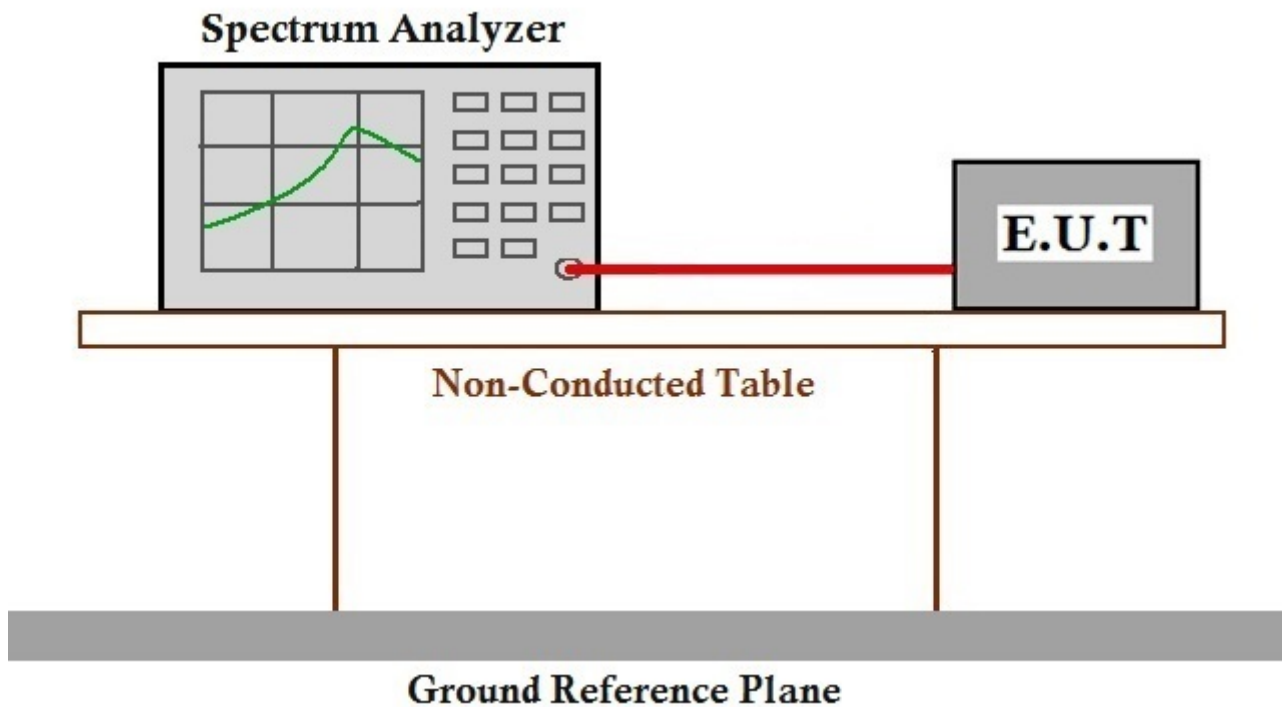 Spectrum Analyzer
E.U.T
Non-Conducted Table
Ground Reference Plane